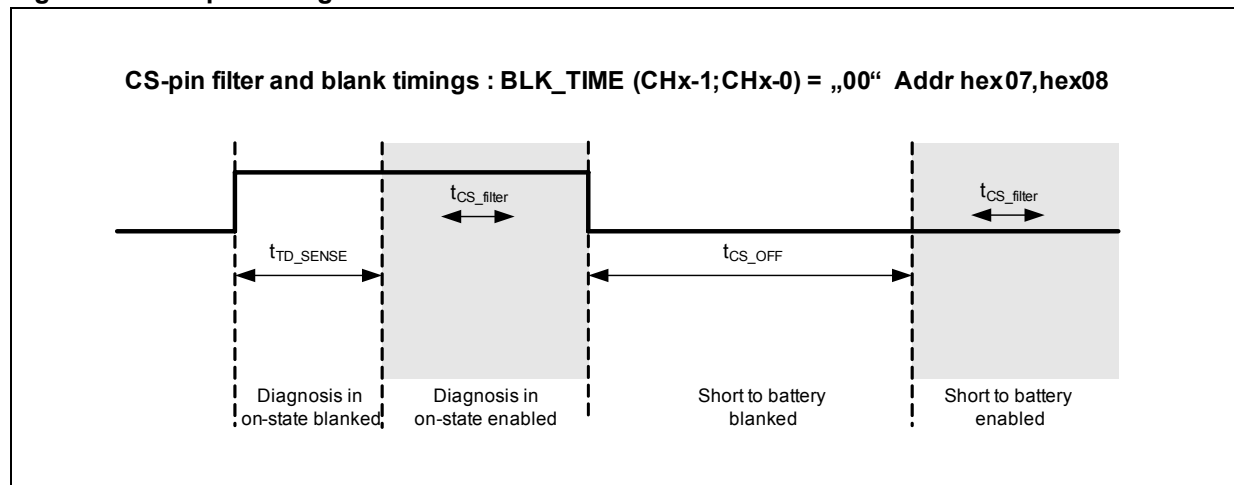 CS-pin filter and blank timings : BLK_TIME (CHx-1;CHx-0) = „00“ Addr hex07,hex08
tCS_filter
tCS_filter
tTD_SENSE
tCS_OFF
Diagnosis in
on-state blanked
Diagnosis in
on-state enabled
Short to battery
blanked
Short to battery
enabled